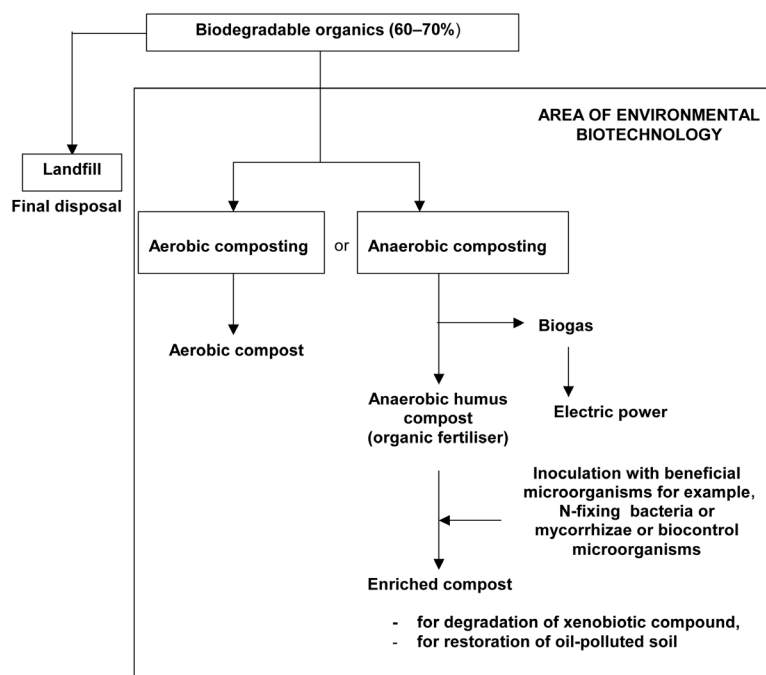 Biodegradable organics (60–70%)
AREA OF ENVIRONMENTAL
BIOTECHNOLOGY
Landfill
Final disposal
Aerobic composting
or
Anaerobic composting
Biogas
Aerobic compost
Anaerobic humus
compost
(organic fertiliser)
Electric power
Inoculation with beneficial
microorganisms for example,
N-fixing bacteria or
mycorrhizae or biocontrol
microorganisms
Enriched compost
- for degradation of xenobiotic compound,
- for restoration of oil-polluted soil